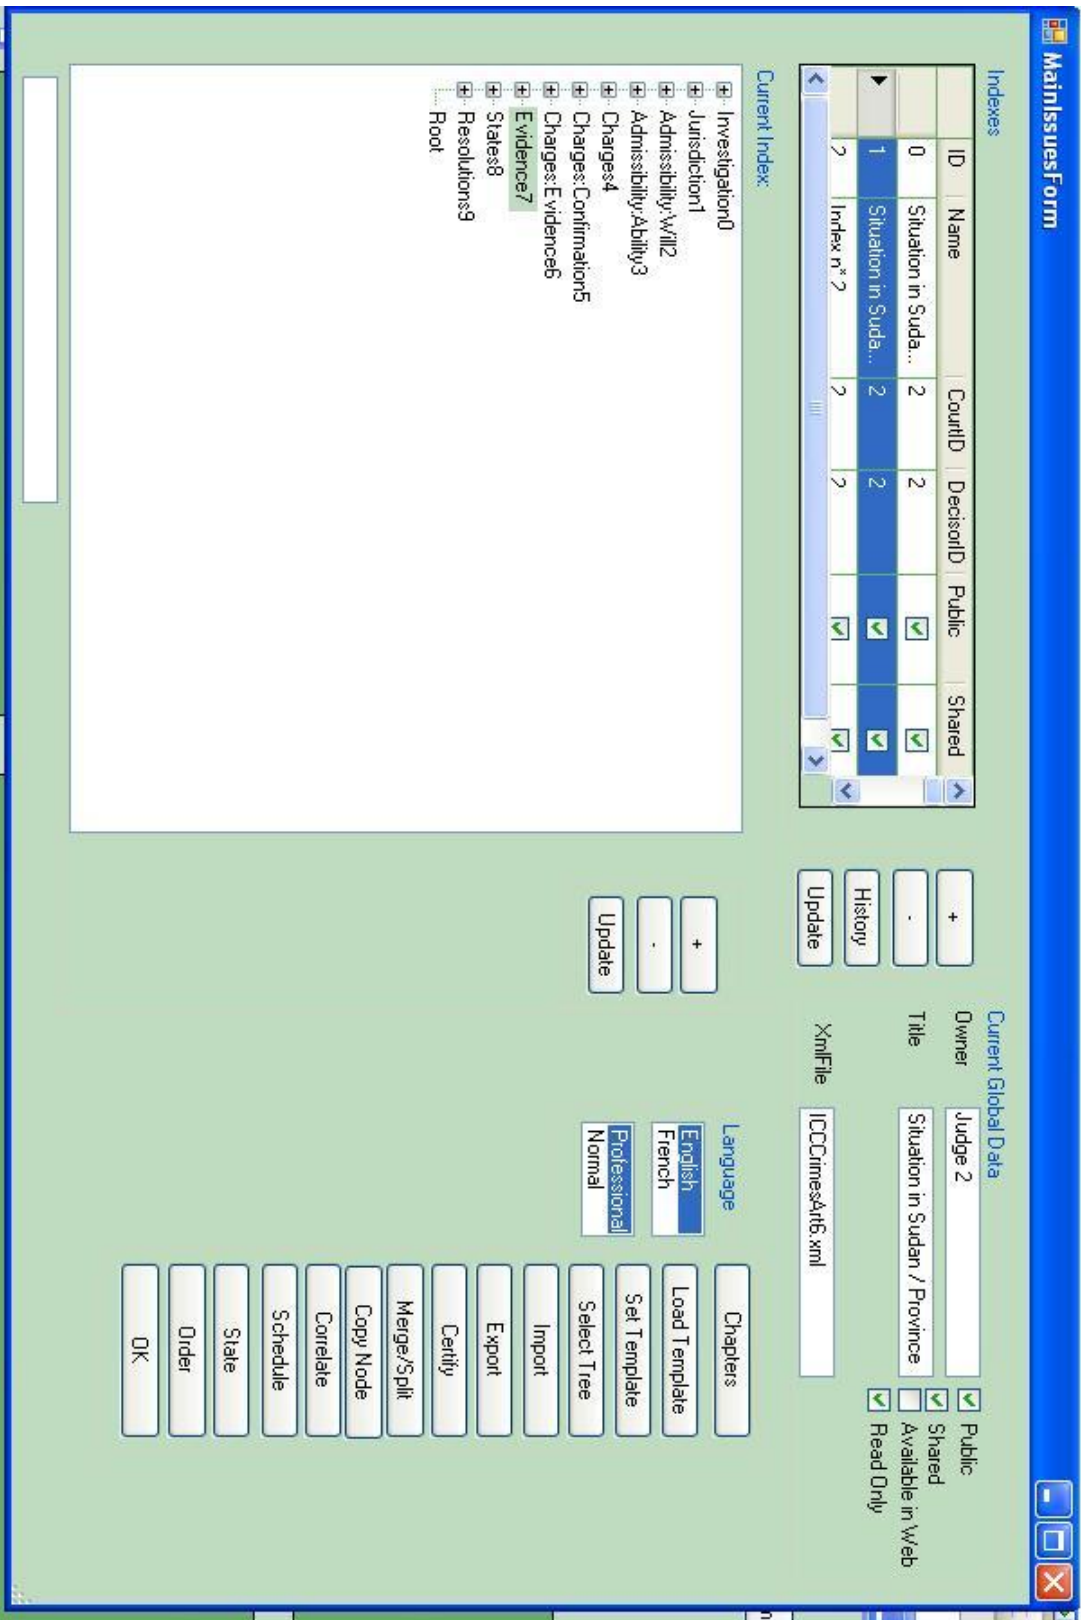 MainIssuesForm
Indexes
ID Name CourtID DecisorID Public Shared
0 Situation in Suda... 2 2
1 Situation in Suda... 2 2
2 Index n° 2 2 2
+
-
History
Update
Current Global Data
Owner Judge 2
Title Situation in Sudan / Province
XmlFile ICCCrimesArt6.xml
Public
Shared
Available in Web
Read Only
Current Index:
Investigation0
Jurisdiction1
Admissibility:Will2
Admissibility:Ability3
Charges4
Charges:Confirmation5
Charges:Evidence6
Evidence7
States8
Resolutions9
Root
+
-
Update
Language
English
French
Professional
Normal
Chapters
Load Template
Set Template
Select Tree
Import
Export
Certify
Merge/Split
Copy Node
Correlate
Schedule
State
Order
OK